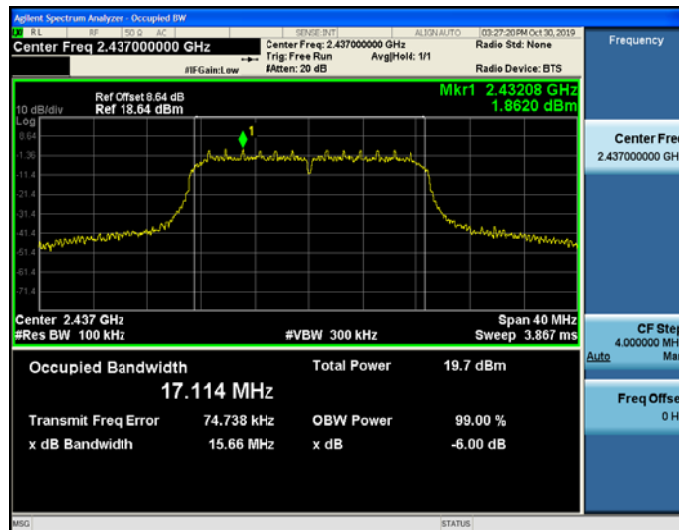 Agilent Spectrum Analyzer - Occupied BW
RL RF 50 Ω AC SENSE:INT ALIGN AUTO 03:27:20 PM Oct 30, 2019
Center Freq 2.437000000 GHz
Center Freq: 2.437000000 GHz
Radio Std: None
Trig: Free Run Avg|Hold: 1/1
#IFGain:Low #Atten: 20 dB Radio Device: BTS
Frequency
Mkr1 2.43208 GHz
1.8620 dBm
Ref Offset 8.64 dB
10 dB/div Ref 18.64 dBm
Log
8.64
-1.36
-11.4
-21.4
-31.4
-41.4
-51.4
-61.4
-71.4
1
Center 2.437 GHz Span 40 MHz
#Res BW 100 kHz #VBW 300 kHz Sweep 3.867 ms
Occupied Bandwidth Total Power 19.7 dBm
17.114 MHz
Transmit Freq Error 74.738 kHz OBW Power 99.00 %
x dB Bandwidth 15.66 MHz x dB -6.00 dB
Center Fre
2.437000000 GH
CF Ste
4.000000 MH
Auto Ma
Freq Offse
0 H
MSG STATUS